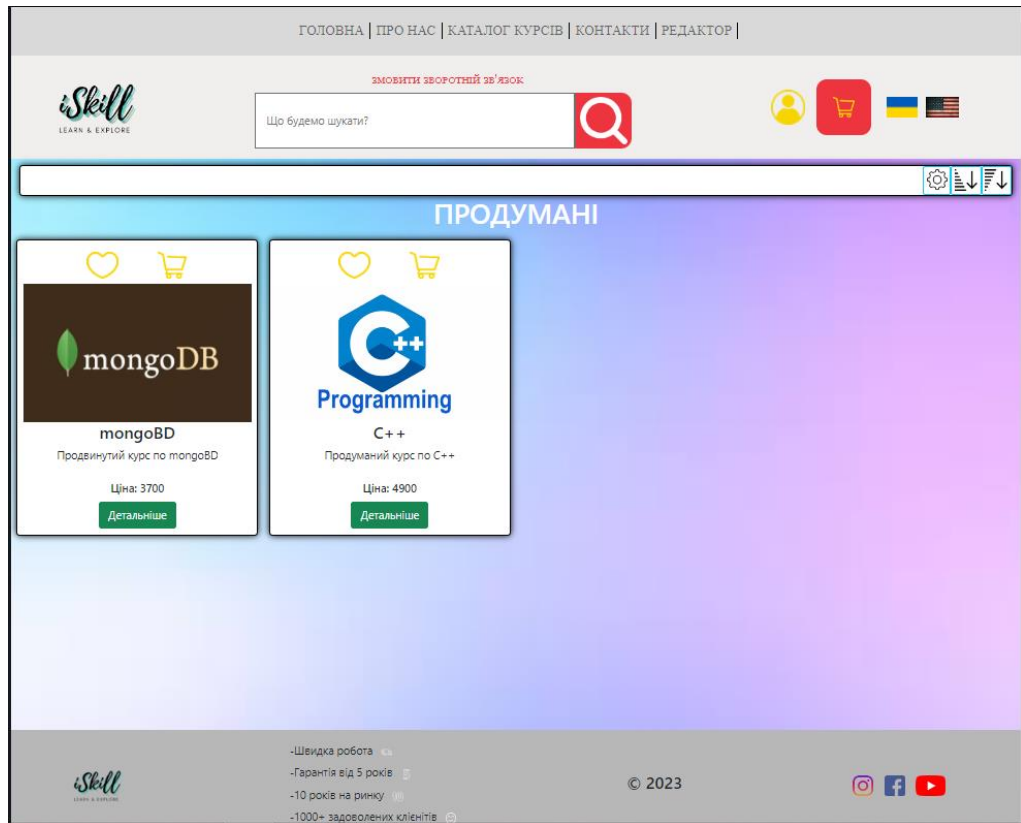 ГОЛОВНА | ПРО НАС | КАТАЛОГ КУРСІВ | КОНТАКТИ | РЕДАКТОР |
змовити зворотній зв'язок
iSkill
LEARN & EXPLORE
Що будемо шукати?
ПРОДУМАНІ
mongoDB
C++
Programming
mongoBD
C++
Продвинутий курс по mongoBD
Продуманий курс по C++
Ціна: 3700
Ціна: 4900
Детальніше
Детальніше
-Швидка робота
-Гарантія від 5 років
-10 років на ринку
-1000+ задоволених клієнтів
iSkill
LEARN & EXPLORE
© 2023